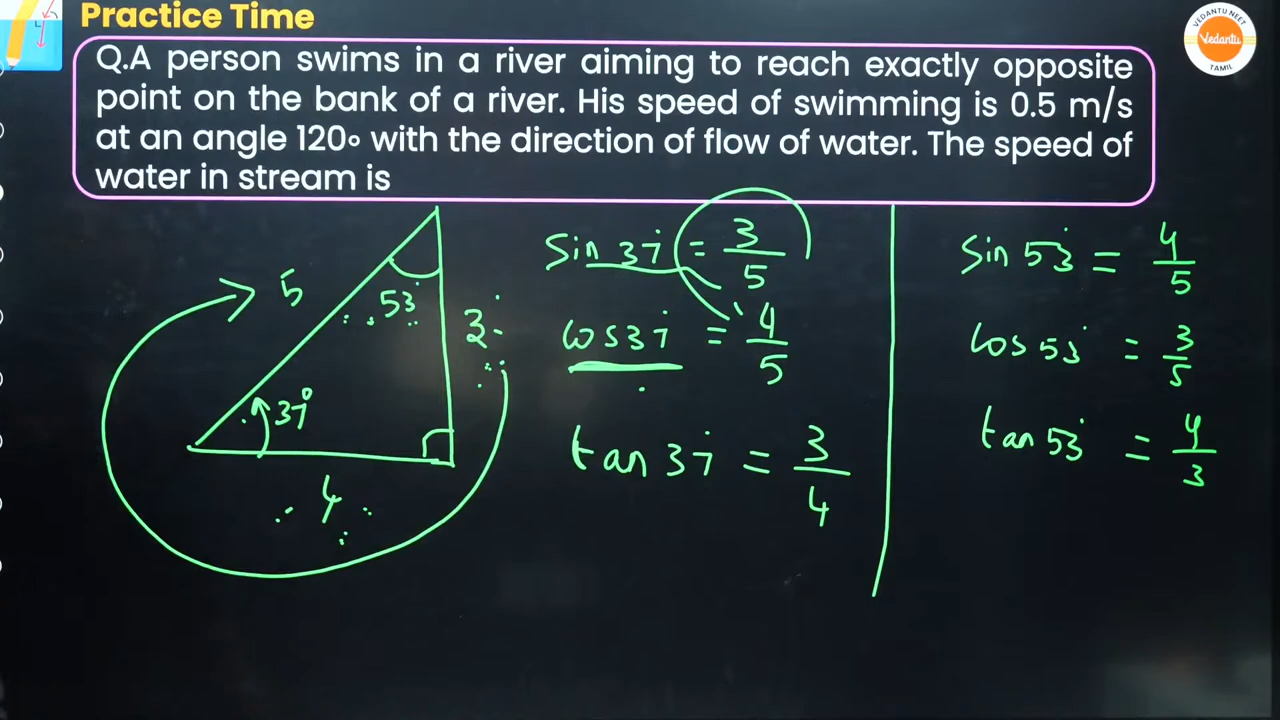 Practice Time
VEDANTU NEET
Vedantu
TAMIL
Q.A person swims in a river aiming to reach exactly opposite
point on the bank of a river. His speed of swimming is 0.5 m/s
at an angle 120∘ with the direction of flow of water. The speed of
water in stream is
5
53°
3
37°
4
sin 37° = 3/5
cos 37° = 4/5
tan 37° = 3/4
sin 53° = 4/5
cos 53° = 3/5
tan 53° = 4/3